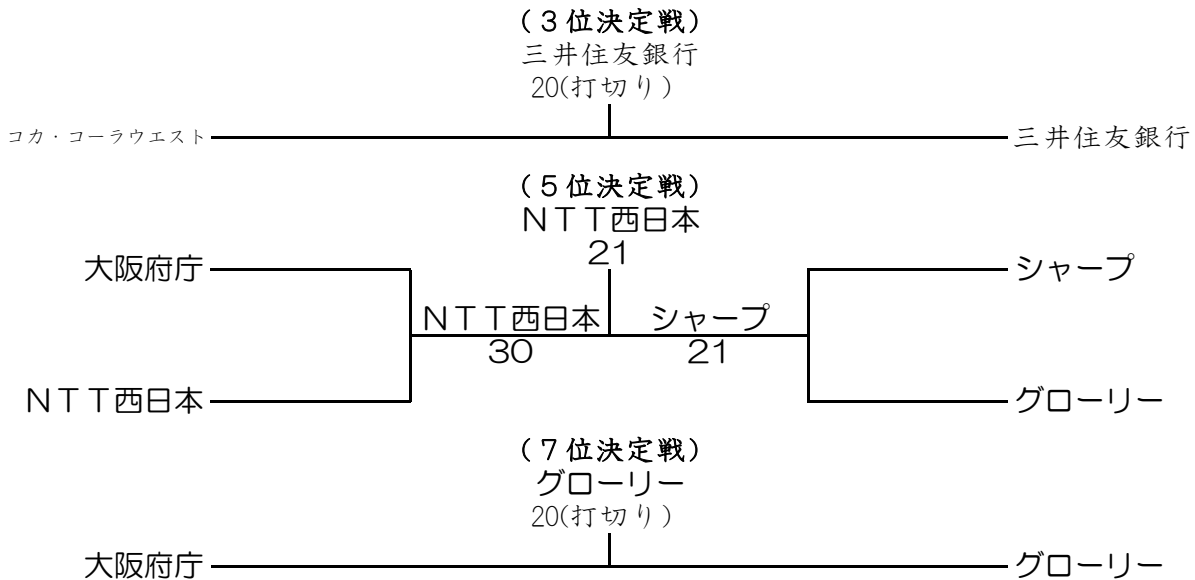 (３位決定戦)
三井住友銀行
20(打切り)
コカ・コーラウエスト 三井住友銀行
(５位決定戦)
ＮＴＴ西日本
21
大阪府庁 シャープ
ＮＴＴ西日本 シャープ
30 21
ＮＴＴ西日本 グローリー
(７位決定戦)
グローリー
20(打切り)
大阪府庁 グローリー